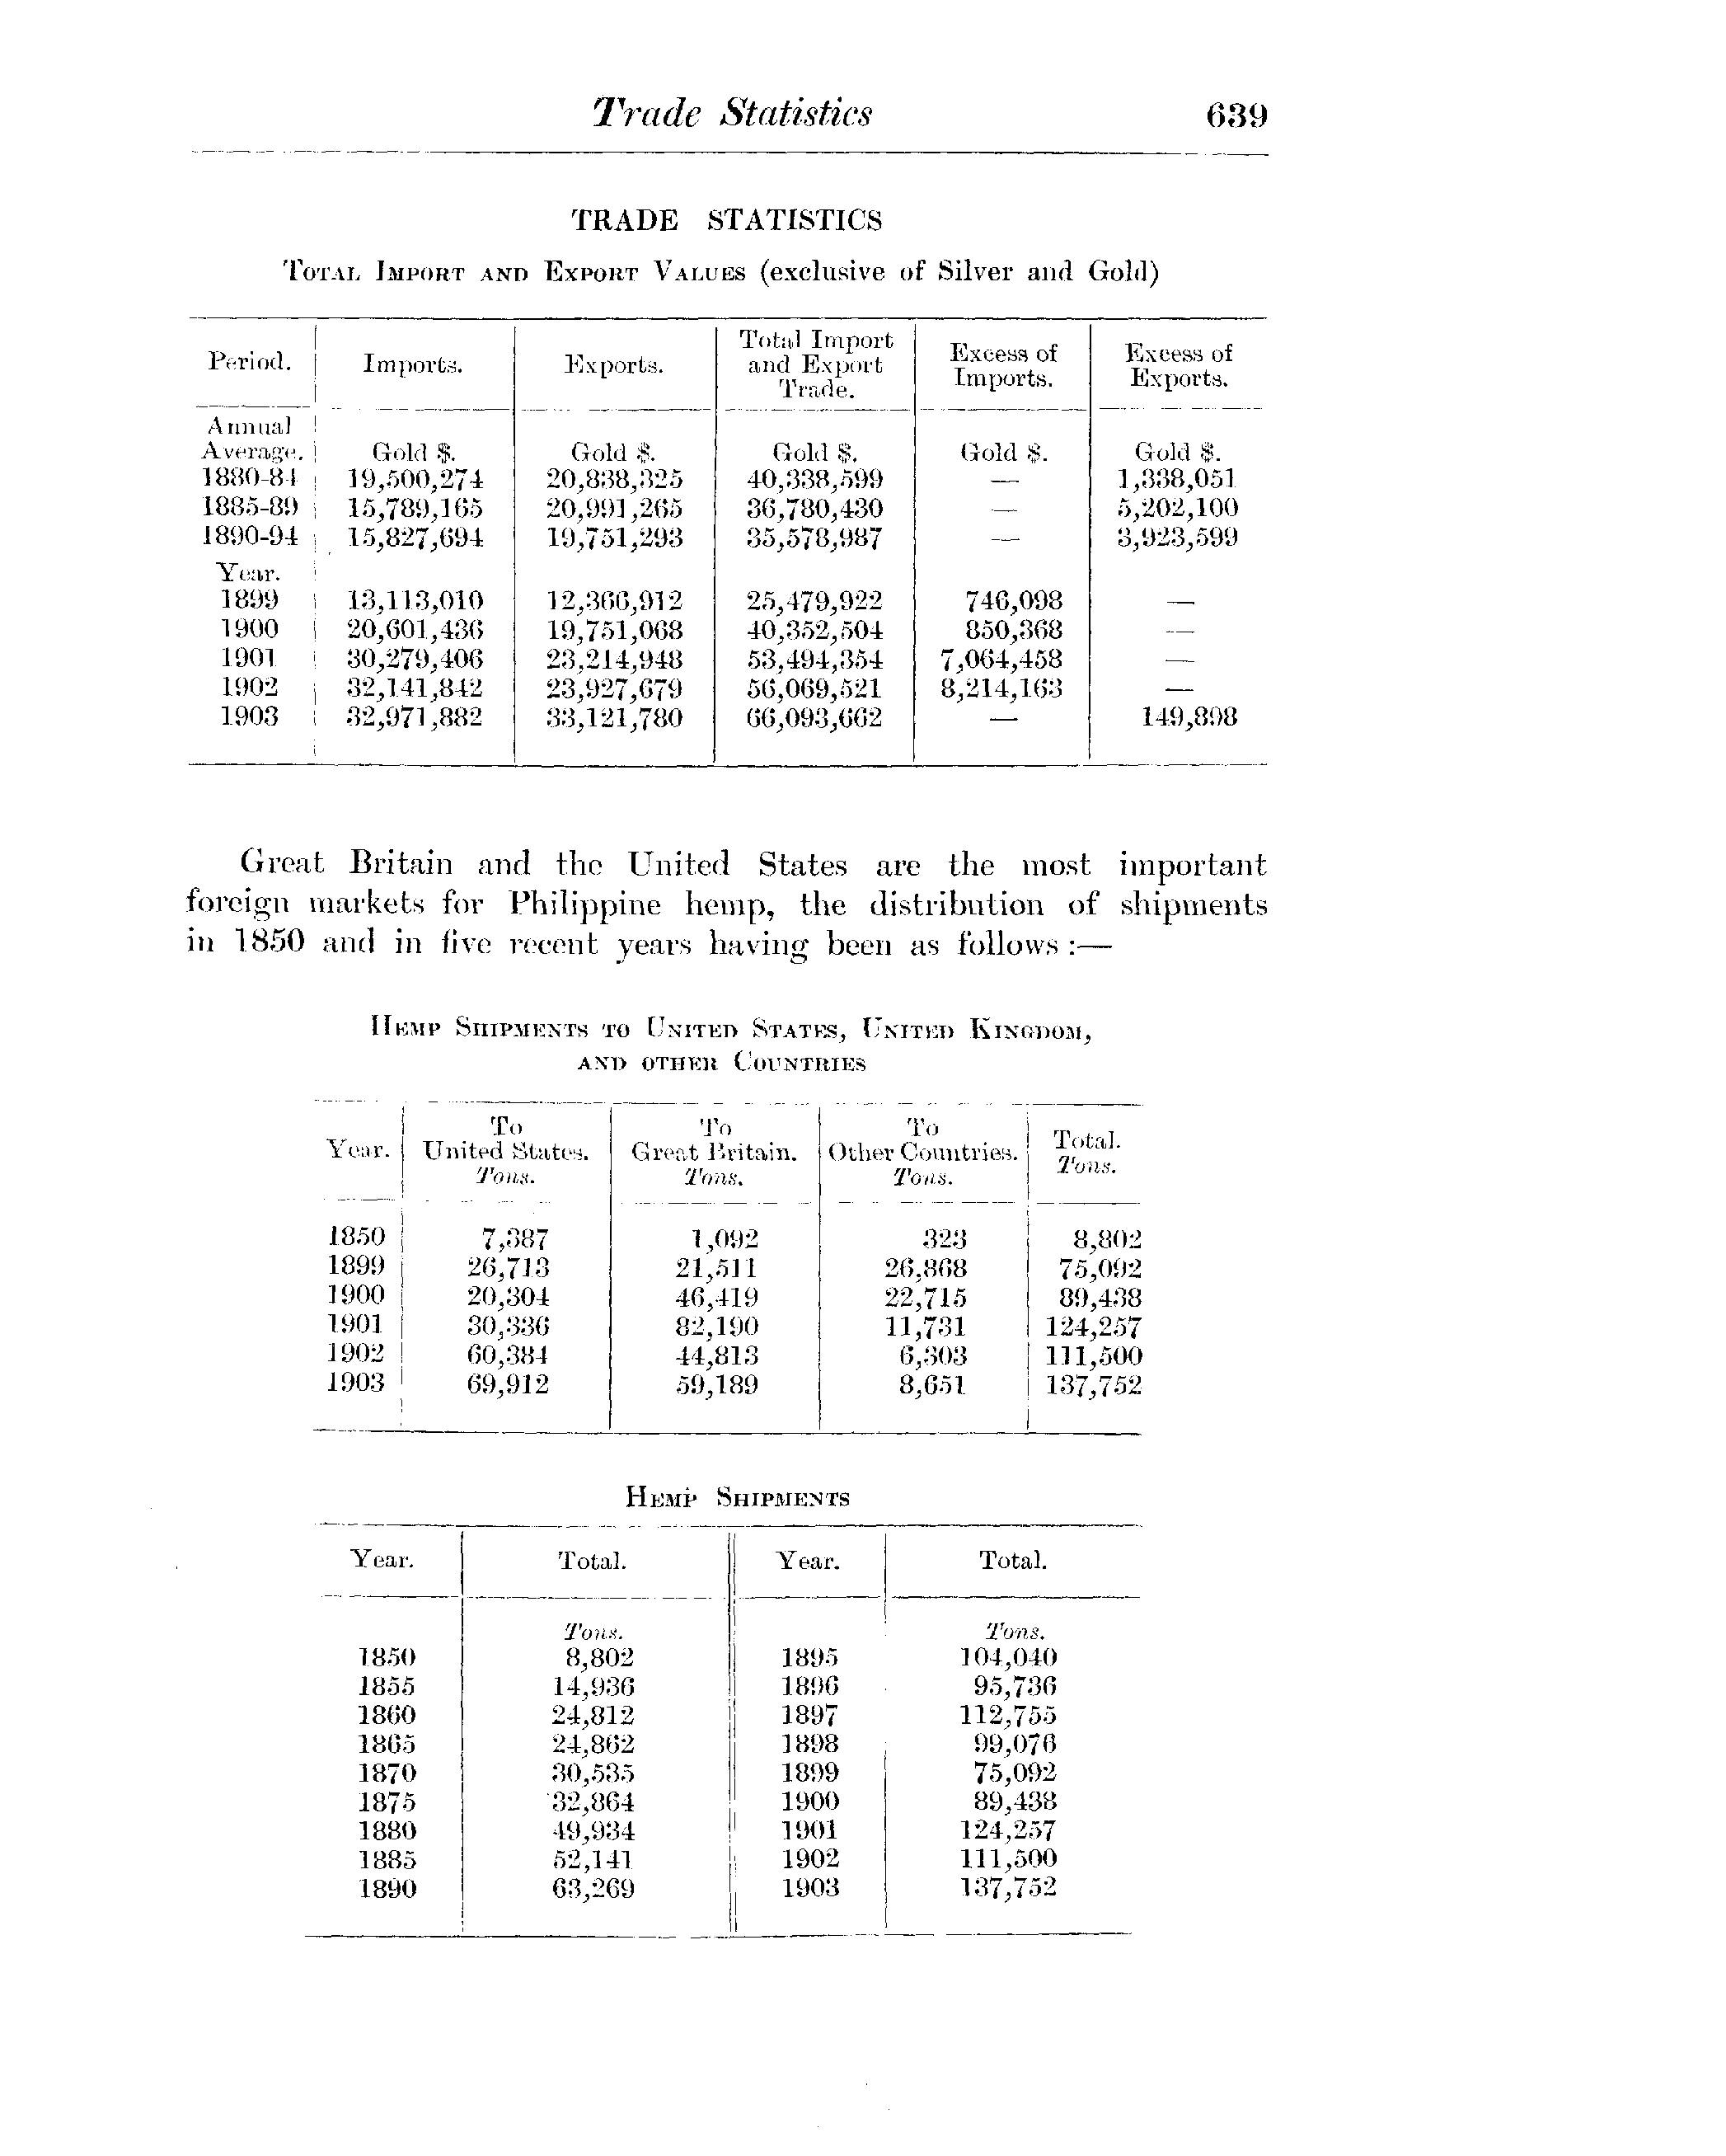 Trade Statistics 639
TRADE STATISTICS
Total Import and Export Values (exclusive of Silver and Gold)
Period. Imports. Exports. Total Import and Export Trade. Excess of Imports. Excess of Exports.
Annual
Average. Gold $. Gold $. Gold $. Gold $. Gold $.
1880-84 19,500,274 20,838,325 40,338,599 — 1,338,051
1885-89 15,789,165 20,991,265 36,780,430 — 5,202,100
1890-94 15,827,694 19,751,293 35,578,987 — 3,923,599
Year.
1899 13,113,010 12,366,912 25,479,922 746,098 —
1900 20,601,436 19,751,068 40,352,504 850,368 —
1901 30,279,406 23,214,948 53,494,354 7,064,458 —
1902 32,141,842 23,927,679 56,069,521 8,214,163 —
1903 32,971,882 33,121,780 66,093,662 — 149,898
Great Britain and the United States are the most important
foreign markets for Philippine hemp, the distribution of shipments
in 1850 and in five recent years having been as follows :—
Hemp Shipments to United States, United Kingdom,
and other Countries
Year. To United States. Tons. To Great Britain. Tons. To Other Countries. Tons. Total. Tons.
1850 7,387 1,092 323 8,802
1899 26,713 21,511 26,868 75,092
1900 20,304 46,419 22,715 89,438
1901 30,336 82,190 11,731 124,257
1902 60,384 44,813 6,303 111,500
1903 69,912 59,189 8,651 137,752
Hemp Shipments
Year. Total. Year. Total.
Tons. Tons.
1850 8,802 1895 104,040
1855 14,936 1896 95,736
1860 24,812 1897 112,755
1865 24,862 1898 99,076
1870 30,535 1899 75,092
1875 32,864 1900 89,438
1880 49,934 1901 124,257
1885 52,141 1902 111,500
1890 63,269 1903 137,752